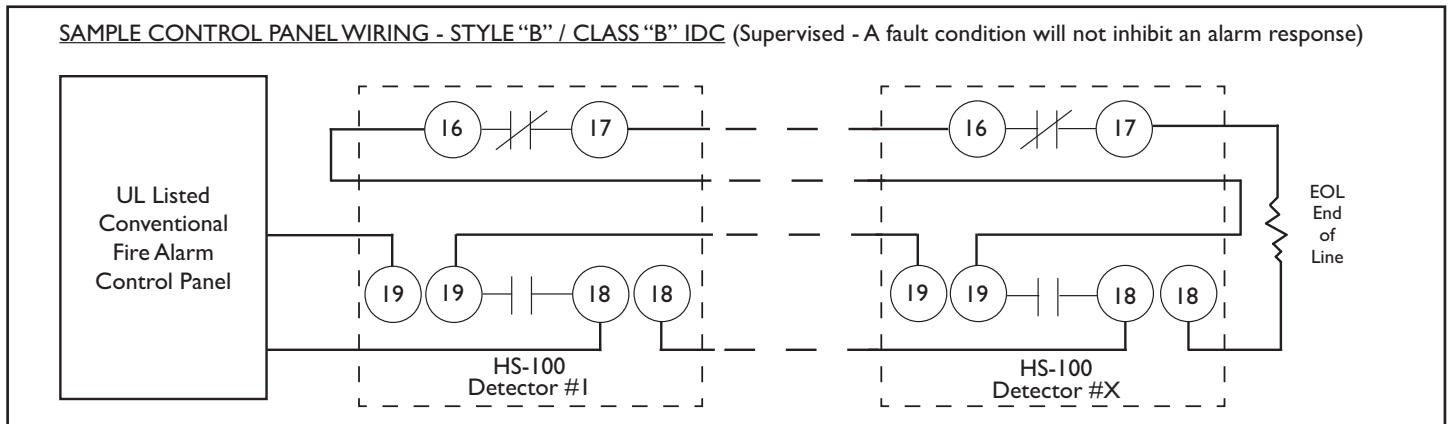 SAMPLE CONTROL PANEL WIRING - STYLE “B” / CLASS “B” IDC (Supervised - A fault condition will not inhibit an alarm response)
UL Listed
Conventional
Fire Alarm
Control Panel
16
17
19
19
18
18
HS-100
Detector #1
16
17
19
19
18
18
HS-100
Detector #X
EOL
End
of
Line